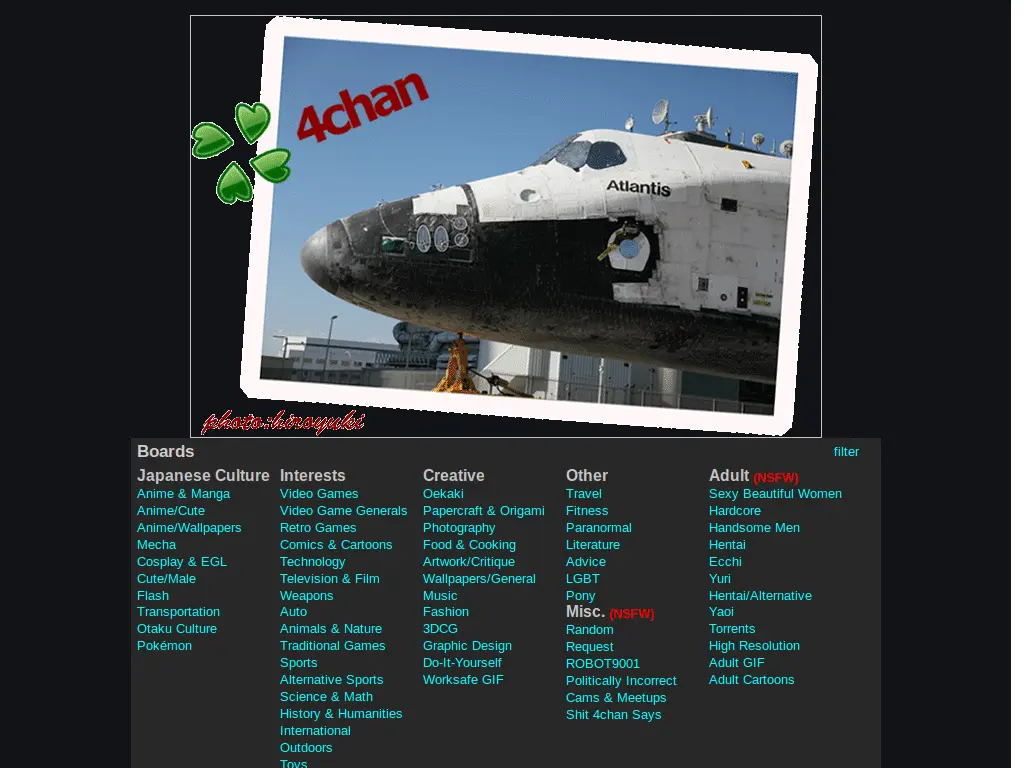 4chan
Atlantis
photo:hiroyuki
Boards
filter
Japanese Culture
Anime & Manga
Anime/Cute
Anime/Wallpapers
Mecha
Cosplay & EGL
Cute/Male
Flash
Transportation
Otaku Culture
Pokémon
Interests
Video Games
Video Game Generals
Retro Games
Comics & Cartoons
Technology
Television & Film
Weapons
Auto
Animals & Nature
Traditional Games
Sports
Alternative Sports
Science & Math
History & Humanities
International
Outdoors
Toys
Creative
Oekaki
Papercraft & Origami
Photography
Food & Cooking
Artwork/Critique
Wallpapers/General
Music
Fashion
3DCG
Graphic Design
Do-It-Yourself
Worksafe GIF
Other
Travel
Fitness
Paranormal
Literature
Advice
LGBT
Pony
Misc. (NSFW)
Random
Request
ROBOT9001
Politically Incorrect
Cams & Meetups
Shit 4chan Says
Adult (NSFW)
Sexy Beautiful Women
Hardcore
Handsome Men
Hentai
Ecchi
Yuri
Hentai/Alternative
Yaoi
Torrents
High Resolution
Adult GIF
Adult Cartoons